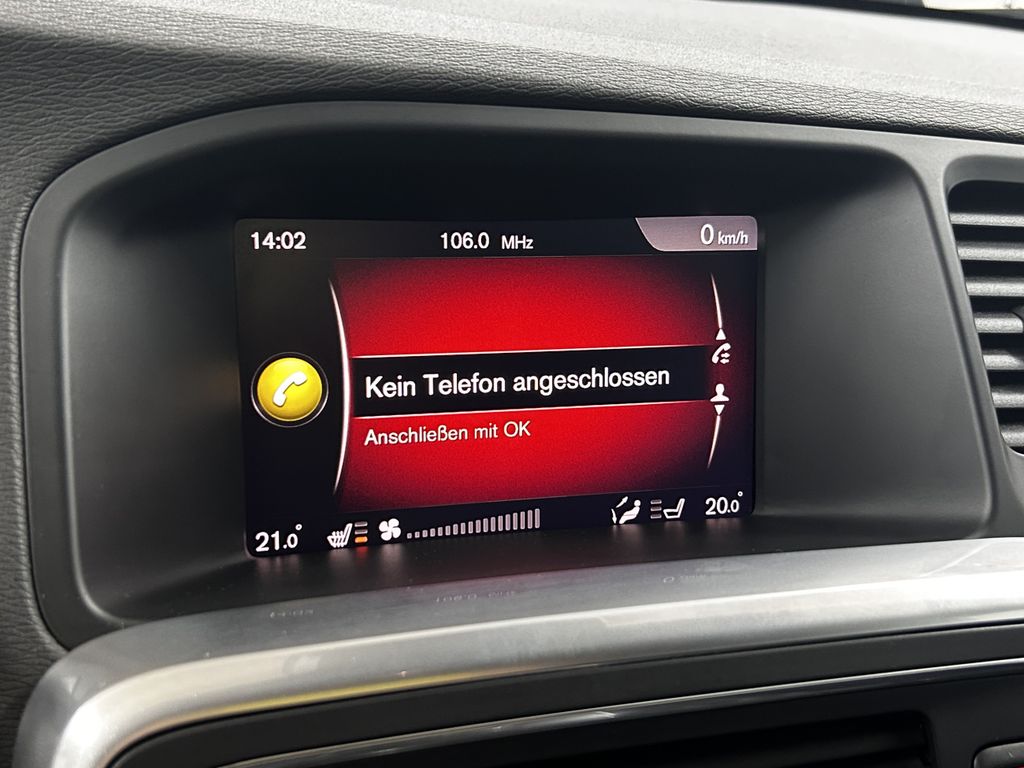 14:02 106.0 MHz 0 km/h
Kein Telefon angeschlossen
Anschließen mit OK
21.0° 20.0°